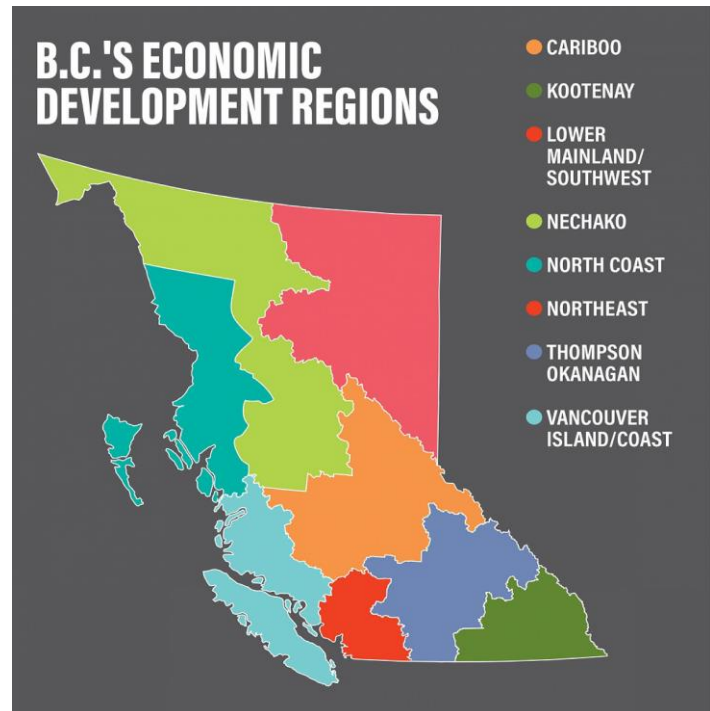 B.C.'S ECONOMIC
DEVELOPMENT REGIONS
CARIBOO
KOOTENAY
LOWER
MAINLAND/
SOUTHWEST
NECHAKO
NORTH COAST
NORTHEAST
THOMPSON
OKANAGAN
VANCOUVER
ISLAND/COAST